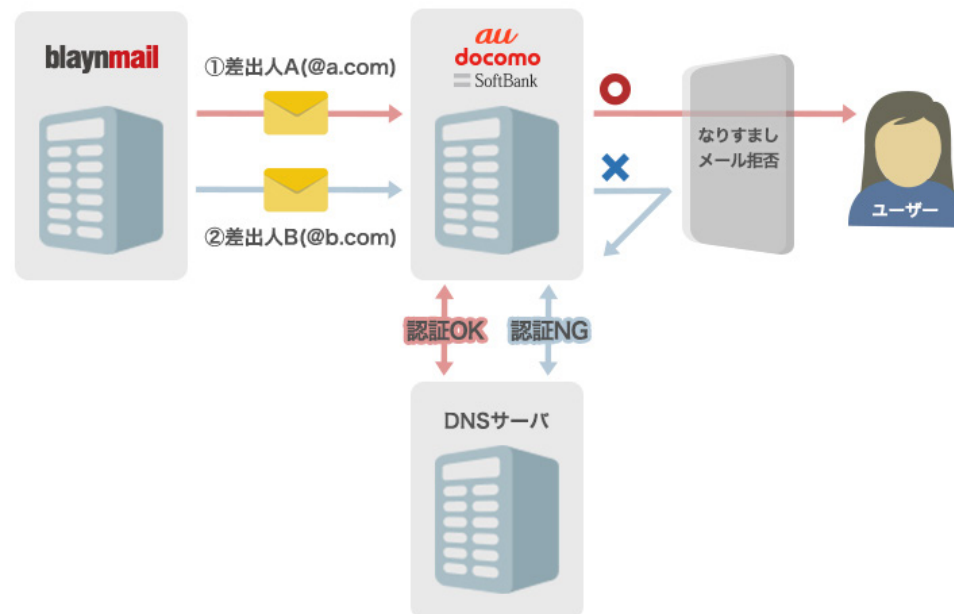 blaynmail
①差出人A(@a.com)
②差出人B(@b.com)
au
docomo
SoftBank
なりすまし
メール拒否
ユーザー
認証OK
認証NG
DNSサーバ